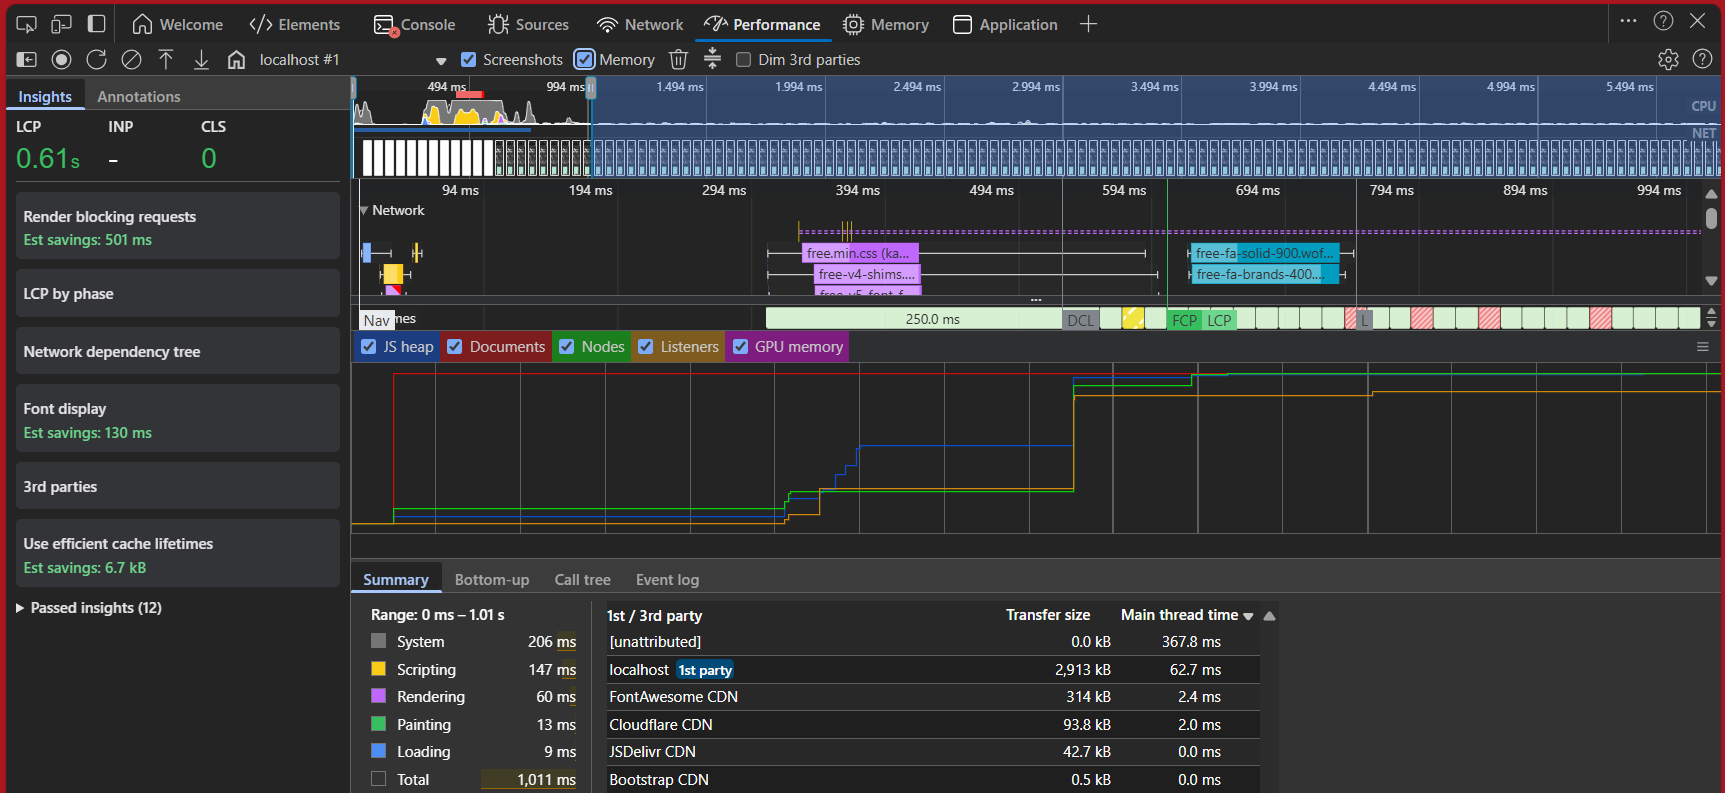 Welcome Elements Console Sources Network Performance Memory Application
localhost #1 Screenshots Memory Dim 3rd parties
Insights Annotations
LCP INP CLS
0.61s - 0
Render blocking requests
Est savings: 501 ms
LCP by phase
Network dependency tree
Font display
Est savings: 130 ms
3rd parties
Use efficient cache lifetimes
Est savings: 6.7 kB
Passed insights (12)
494 ms 994 ms 1.494 ms 1.994 ms 2.494 ms 2.994 ms 3.494 ms 3.994 ms 4.494 ms 4.994 ms 5.494 ms
CPU
NET
94 ms 194 ms 294 ms 394 ms 494 ms 594 ms 694 ms 794 ms 894 ms 994 ms
Network
free.min.css (ka... free-fa-solid-900.wof...
free-v4-shims.... free-fa-brands-400....
free-v5-font-f...
Nav mes 250.0 ms DCL FCP LCP L
JS heap Documents Nodes Listeners GPU memory
Summary Bottom-up Call tree Event log
Range: 0 ms – 1.01 s
System 206 ms
Scripting 147 ms
Rendering 60 ms
Painting 13 ms
Loading 9 ms
Total 1,011 ms
1st / 3rd party Transfer size Main thread time
[unattributed] 0.0 kB 367.8 ms
localhost 1st party 2,913 kB 62.7 ms
FontAwesome CDN 314 kB 2.4 ms
Cloudflare CDN 93.8 kB 2.0 ms
JSDelivr CDN 42.7 kB 0.0 ms
Bootstrap CDN 0.5 kB 0.0 ms